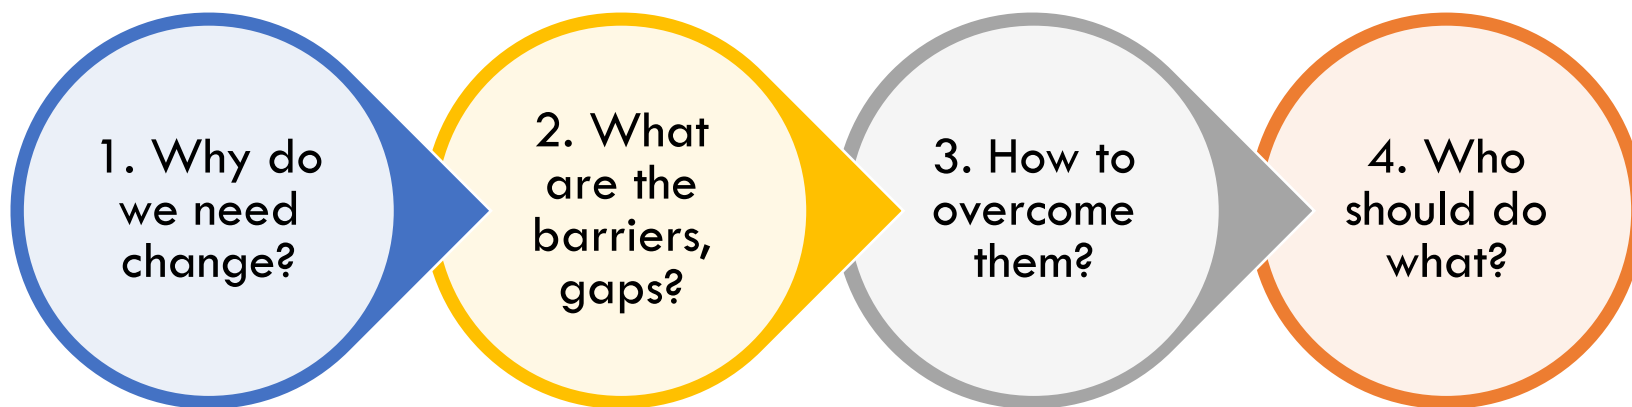 1. Why do
we need
change?
2. What
are the
barriers,
gaps?
3. How to
overcome
them?
4. Who
should do
what?